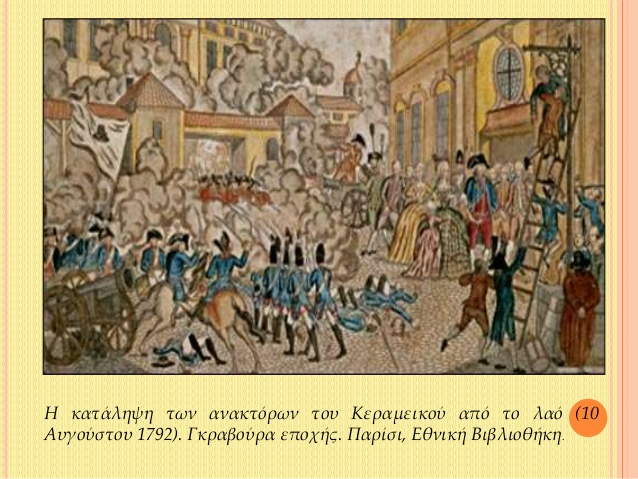 Η κατάληψη των ανακτόρων του Κεραμεικού από το λαό (10
Αυγούστου 1792). Γκραβούρα εποχής. Παρίσι, Εθνική Βιβλιοθήκη.